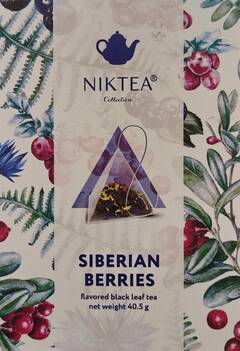 NIKTEA®
Collection
SIBERIAN
BERRIES
flavored black leaf tea
net weight 40.5 g